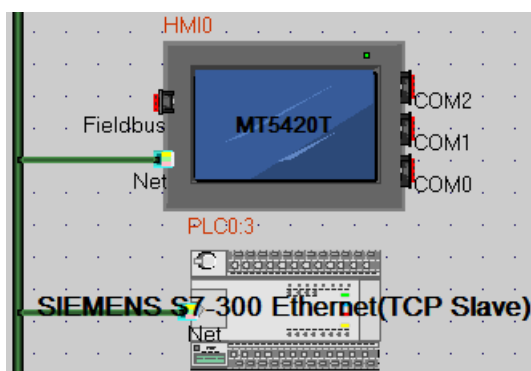 HMI0
COM2
Fieldbus
MT5420T
COM1
Net
COM0
PLC0:3
SIEMENS S7-300 Ethernet(TCP Slave)
Net